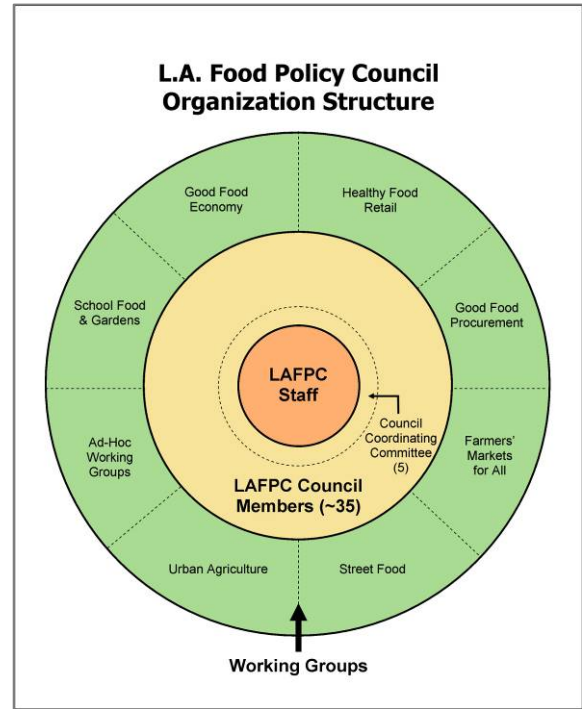 L.A. Food Policy Council
Organization Structure
Good Food
Economy
Healthy Food
Retail
School Food
& Gardens
Good Food
Procurement
LAFPC
Staff
Council
Coordinating
Committee
(5)
Ad-Hoc
Working
Groups
Farmers'
Markets
for All
LAFPC Council
Members (~35)
Urban Agriculture
Street Food
Working Groups